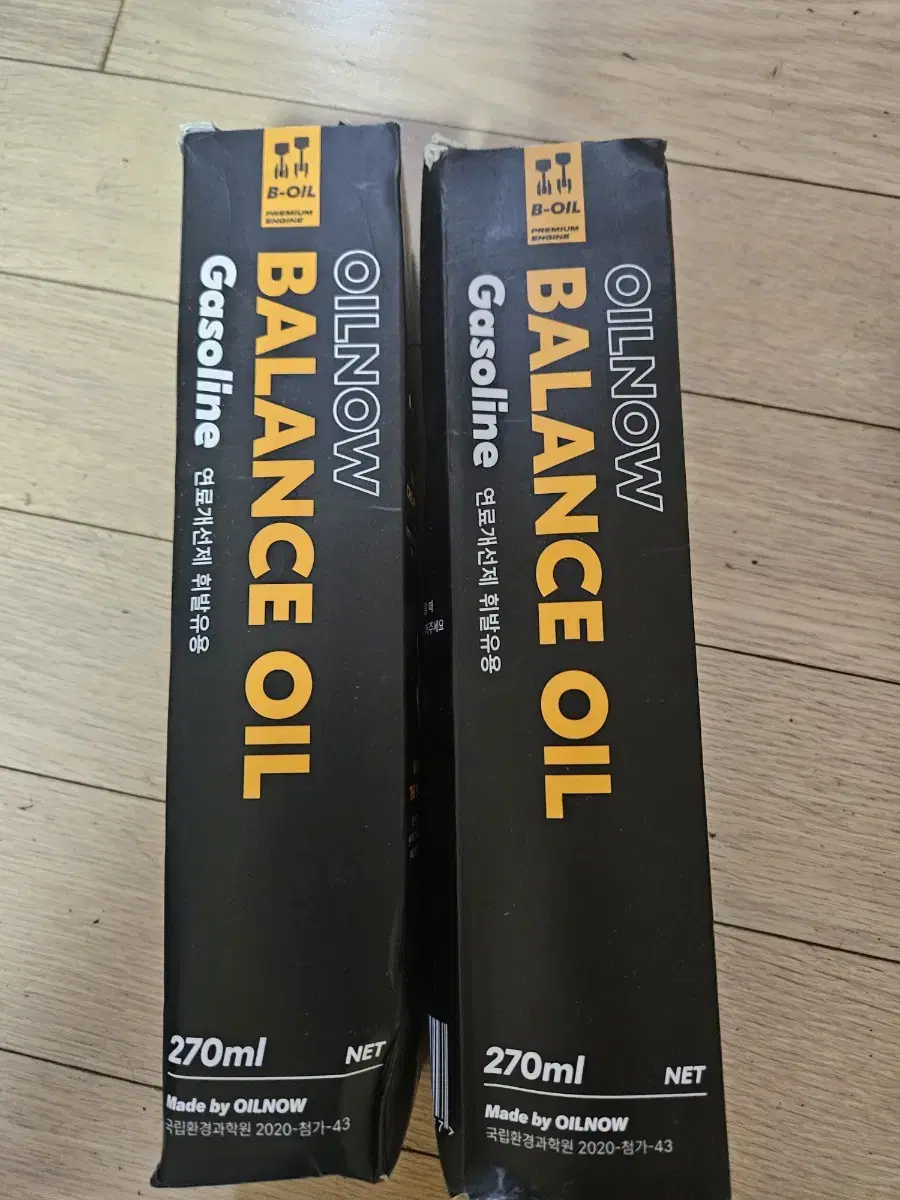 B-OIL
PREMIUM
ENGINE
OILNOW
BALANCE OIL
Gasoline 연료개선제 휘발유용
270ml NET
Made by OILNOW
국립환경과학원 2020-첨가-43
B-OIL
PREMIUM
ENGINE
OILNOW
BALANCE OIL
Gasoline 연료개선제 휘발유용
270ml NET
Made by OILNOW
국립환경과학원 2020-첨가-43